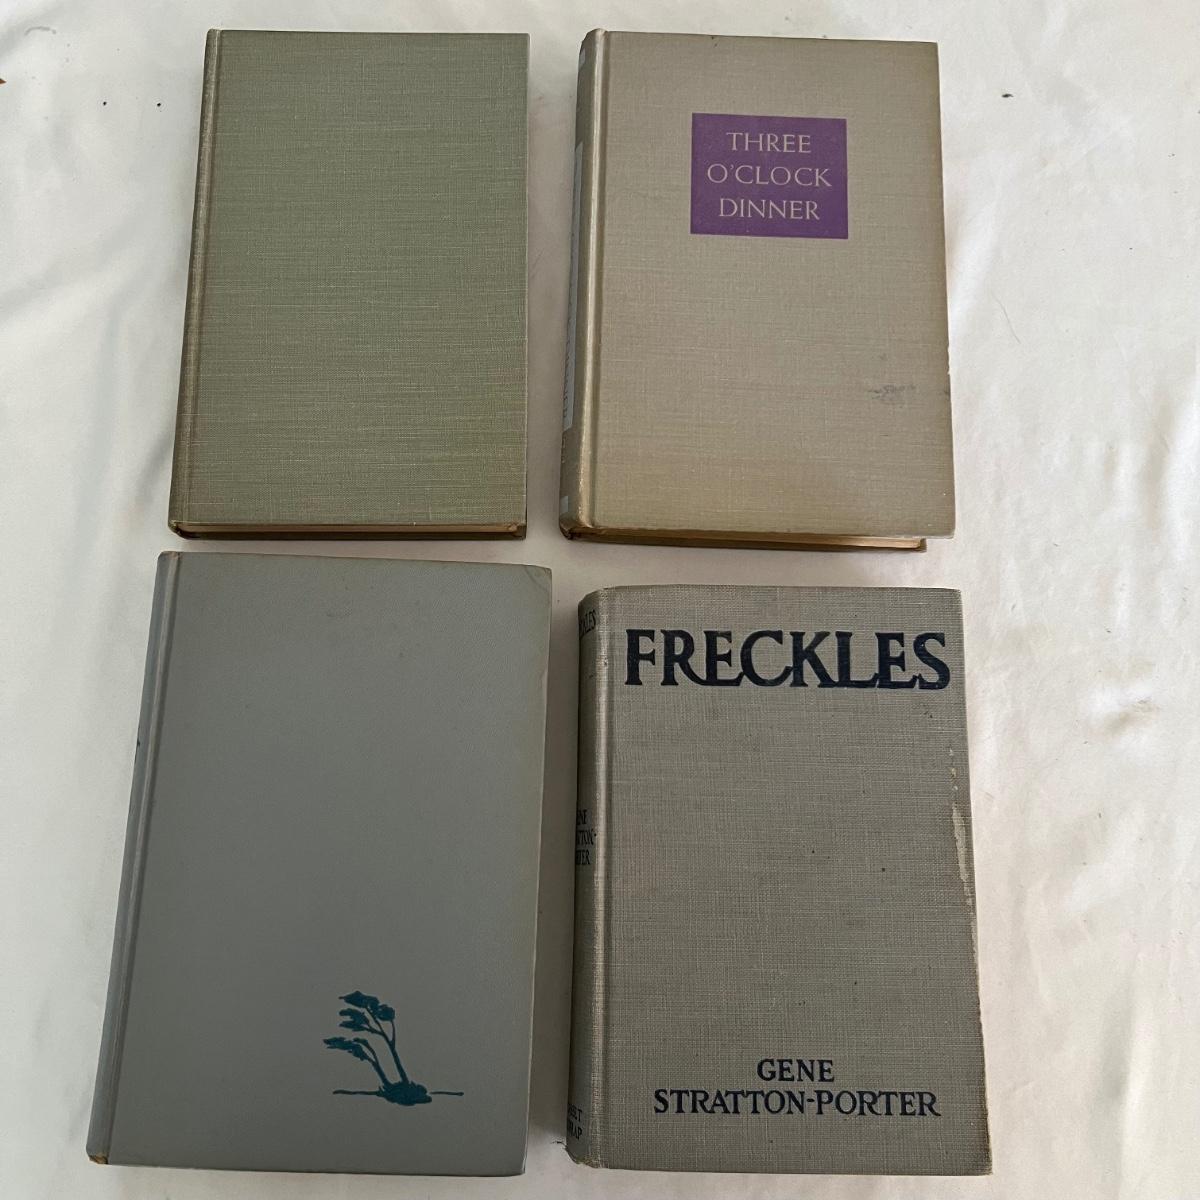 THREE
O'CLOCK
DINNER
FRECKLES
GENE
STRATTON-PORTER